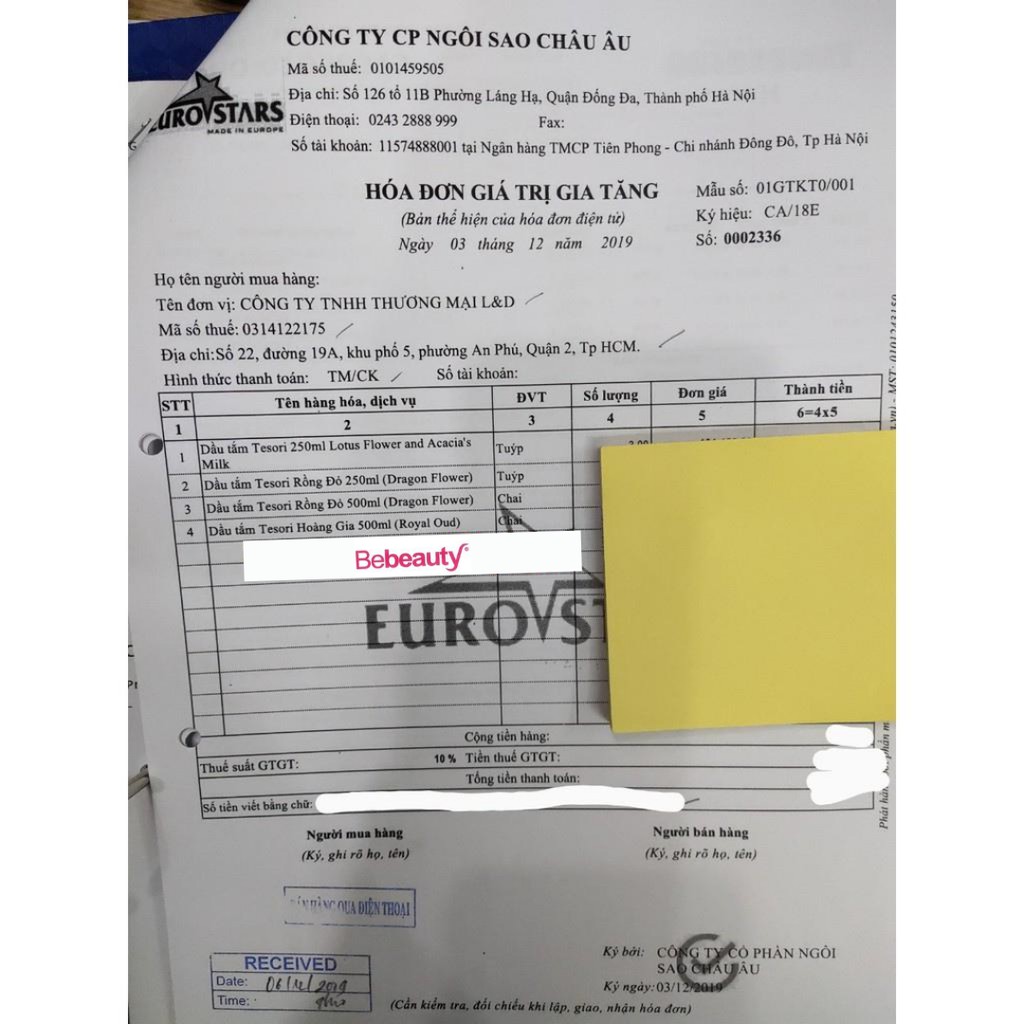 CÔNG TY CP NGÔI SAO CHÂU ÂU
Mã số thuế: 0101459505
Địa chỉ: Số 126 tổ 11B Phường Láng Hạ, Quận Đống Đa, Thành phố Hà Nội
EUROSTARS
MADE IN EUROPE
Điện thoại: 0243 2888 999 Fax:
Số tài khoản: 11574888001 tại Ngân hàng TMCP Tiên Phong - Chi nhánh Đông Đô, Tp Hà Nội
HÓA ĐƠN GIÁ TRỊ GIA TĂNG
Mẫu số: 01GTKT0/001
(Bản thể hiện của hóa đơn điện tử)
Ký hiệu: CA/18E
Ngày 03 tháng 12 năm 2019
Số: 0002336
Họ tên người mua hàng:
Tên đơn vị: CÔNG TY TNHH THƯƠNG MẠI L&D
Mã số thuế: 0314122175
Địa chỉ:Số 22, đường 19A, khu phố 5, phường An Phú, Quận 2, Tp HCM.
Hình thức thanh toán: TM/CK Số tài khoản:
STT Tên hàng hóa, dịch vụ ĐVT Số lượng Đơn giá Thành tiền
1 2 3 4 5 6=4x5
1 Dầu tắm Tesori 250ml Lotus Flower and Acacia's Milk Tuýp
2 Dầu tắm Tesori Rồng Đỏ 250ml (Dragon Flower) Tuýp
3 Dầu tắm Tesori Rồng Đỏ 500ml (Dragon Flower) Chai
4 Dầu tắm Tesori Hoàng Gia 500ml (Royal Oud) Chai
Bebeauty
EUROST
Cộng tiền hàng:
Thuế suất GTGT: 10 % Tiền thuế GTGT:
Tổng tiền thanh toán:
Số tiền viết bằng chữ:
Người mua hàng
(Ký, ghi rõ họ, tên)
Người bán hàng
(Ký, ghi rõ họ, tên)
BÁN HÀNG QUA ĐIỆN THOẠI
Ký bởi: CÔNG TY CỔ PHẦN NGÔI SAO CHÂU ÂU
Ký ngày: 03/12/2019
RECEIVED
Date: 06/12/2019
Time:
(Cần kiểm tra, đối chiếu khi lập, giao, nhận hóa đơn)